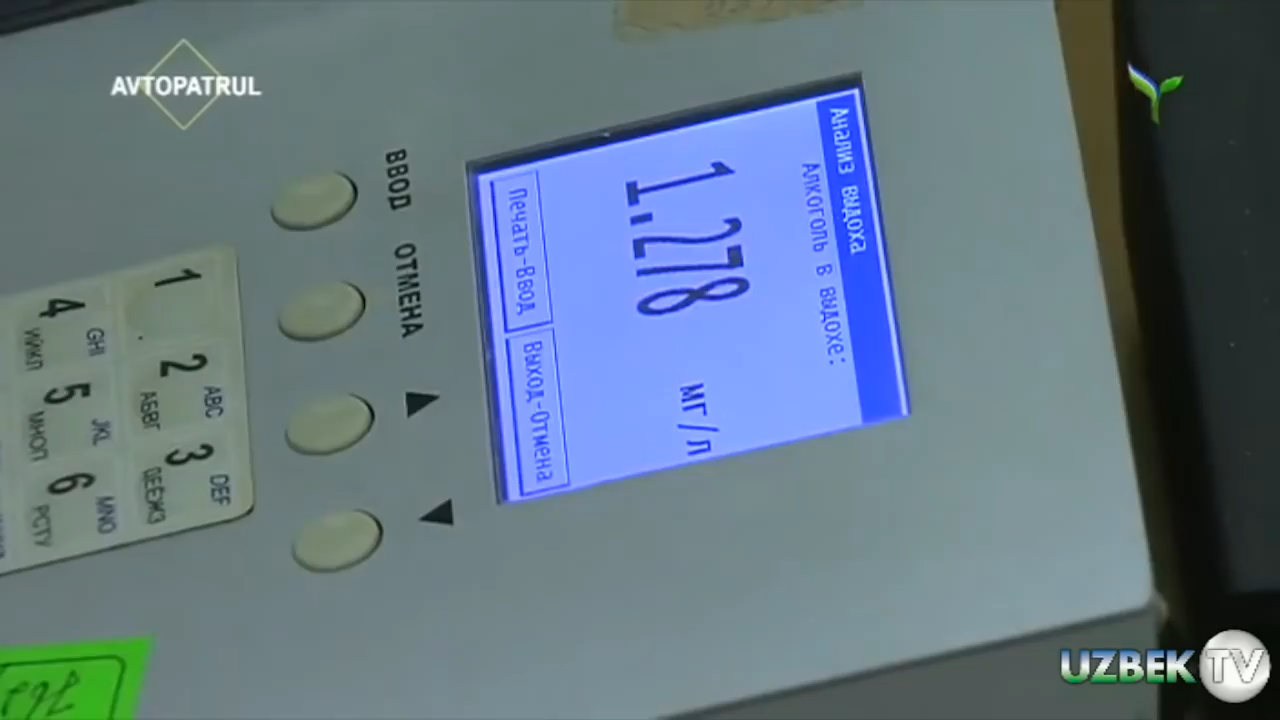 AVTOPATRUL
Анализ выдоха
Алкоголь в выдохе:
1.278 мг/л
Печать-Ввод Выход-Отмена
ВВОД ОТМЕНА ▲ ▼
1
2 ABC АБВГ
3 DEF ДЕЁЖЗ
4 GHI ИЙКЛ
5 JKL МНОП
6 MNO РСТУ
UZBEK TV